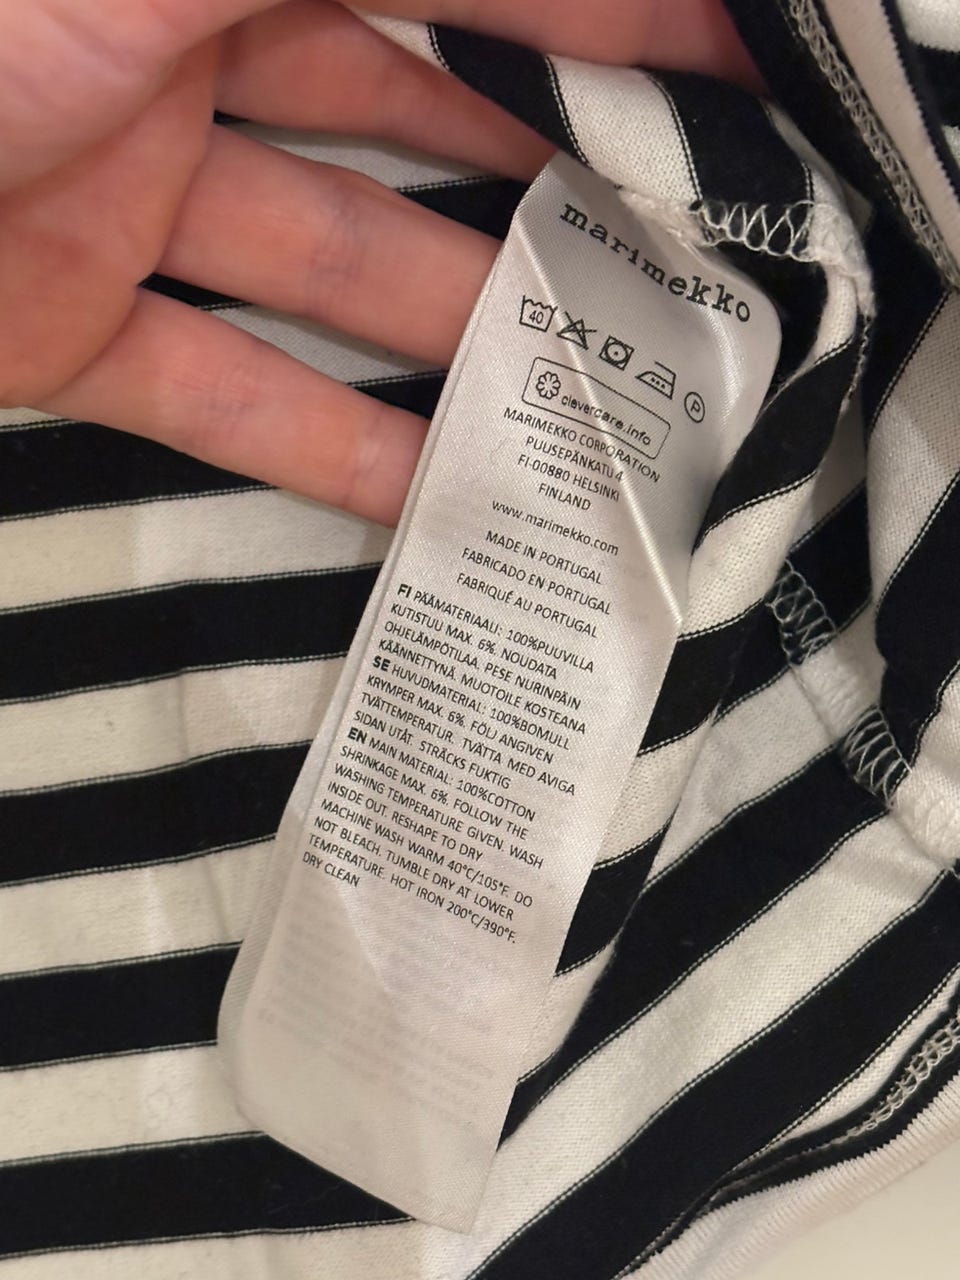 marimekko
40
P
clevercare.info
MARIMEKKO CORPORATION
PUUSEPÄNKATU 4
FI-00880 HELSINKI
FINLAND
www.marimekko.com
MADE IN PORTUGAL
FABRICADO EN PORTUGAL
FABRIQUÉ AU PORTUGAL
FI PÄÄMATERIAALI: 100%PUUVILLA
KUTISTUU MAX. 6%. NOUDATA
OHJELÄMPÖTILAA. PESE NURINPÄIN
KÄÄNNETTYNÄ. MUOTOILE KOSTEANA
SE HUVUDMATERIAL: 100%BOMULL
KRYMPER MAX. 6%. FÖLJ ANGIVEN
TVÄTTEMPERATUR. TVÄTTA MED AVIGA
SIDAN UTÅT. STRÄCKS FUKTIG
EN MAIN MATERIAL: 100%COTTON
SHRINKAGE MAX. 6%. FOLLOW THE
WASHING TEMPERATURE GIVEN. WASH
INSIDE OUT. RESHAPE TO DRY
MACHINE WASH WARM 40°C/105°F. DO
NOT BLEACH. TUMBLE DRY AT LOWER
TEMPERATURE. HOT IRON 200°C/390°F.
DRY CLEAN